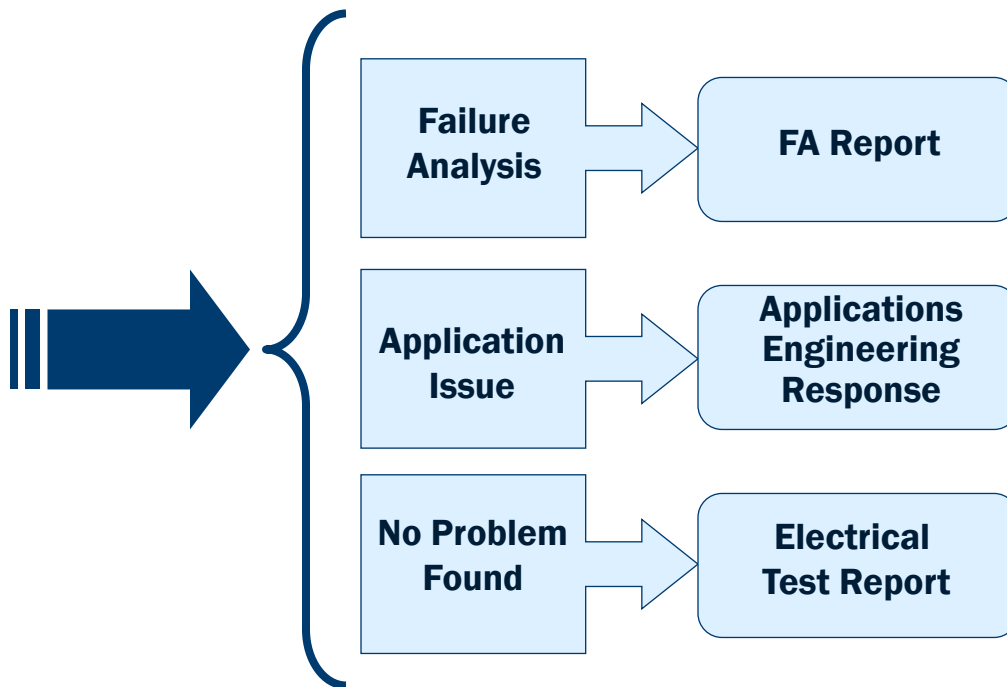 Failure
Analysis
FA Report
Application
Issue
Applications
Engineering
Response
No Problem
Found
Electrical
Test Report